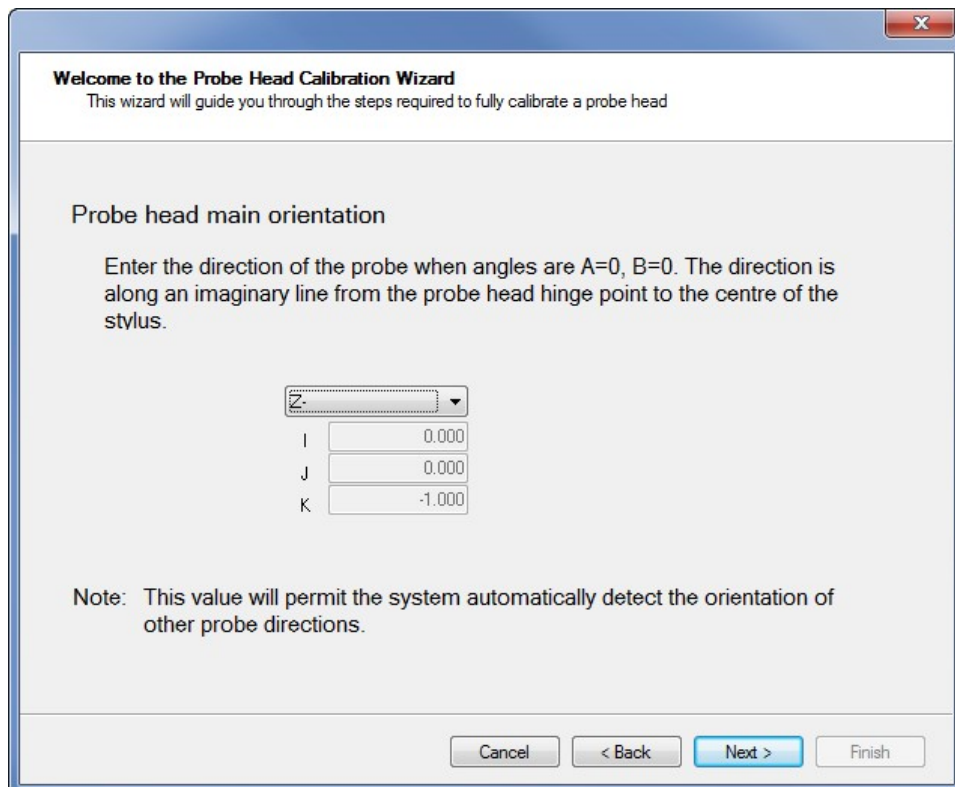 Welcome to the Probe Head Calibration Wizard
This wizard will guide you through the steps required to fully calibrate a probe head
Probe head main orientation
Enter the direction of the probe when angles are A=0, B=0. The direction is
along an imaginary line from the probe head hinge point to the centre of the
stylus.
Z-
I 0.000
J 0.000
K -1.000
Note: This value will permit the system automatically detect the orientation of
other probe directions.
Cancel < Back Next > Finish